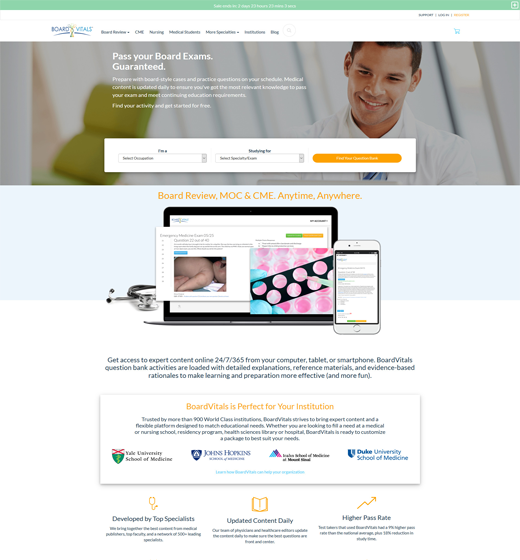 SUPPORT | LOG IN | REGISTER
BOARD VITALS
Board Review CME Nursing Medical Students More Specialties Institutions Blog
Pass your Board Exams.
Guaranteed.
Prepare with board-style cases and practice questions on your schedule. Medical
content is updated daily to ensure you've got the most relevant knowledge to pass
your exam and meet continuing education requirements.
Find your activity and get started for free.
I'm a
Studying for
Select Occupation
Select Specialty/Exam
Find Your Question Bank
Board Review, MOC & CME. Anytime, Anywhere.
Question 22 out of 40
Get access to expert content online 24/7/365 from your computer, tablet, or smartphone. BoardVitals
question bank activities are loaded with detailed explanations, reference materials, and evidence-based
rationales to make learning and preparation more effective (and more fun).
BoardVitals is Perfect for Your Institution
Trusted by more than 900 World Class institutions, BoardVitals strives to bring expert content and a
flexible platform designed to match educational needs. Whether you are looking to fill a need at a medical
or nursing school, residency program, health sciences library or hospital, BoardVitals is ready to customize
a package to best suit your needs.
Yale University
School of Medicine
JOHNS HOPKINS
SCHOOL of MEDICINE
Icahn School of Medicine
at Mount Sinai
Duke University
School of Medicine
Learn how BoardVitals can help your organization.
Developed by Top Specialists
We bring together the best content from medical
publishers, top faculty, and a network of 500+ leading
specialists.
Updated Content Daily
Our team of physicians and healthcare editors update
the content daily to make sure the best questions are
front and center.
Higher Pass Rate
Test takers that used BoardVitals had a 9% higher pass
rate than the national average, plus 18% reduction in
study time.